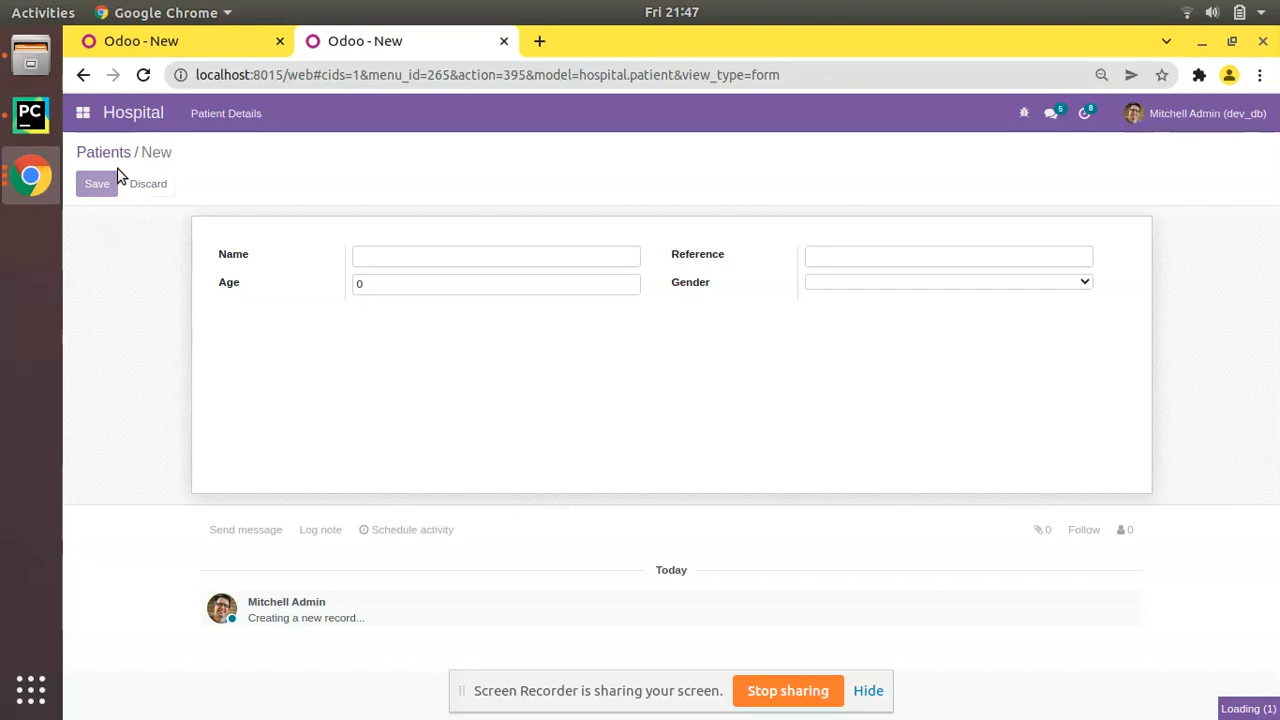 Activities Google Chrome Fri 21:47
Odoo - New Odoo - New
localhost:8015/web#cids=1&menu_id=265&action=395&model=hospital.patient&view_type=form
PC Hospital Patient Details 5 8 Mitchell Admin (dev_db)
Patients / New
Save Discard
Name Reference
Age 0 Gender
Send message Log note Schedule activity 0 Follow 0
Today
Mitchell Admin
Creating a new record...
Screen Recorder is sharing your screen. Stop sharing Hide
Loading (1)